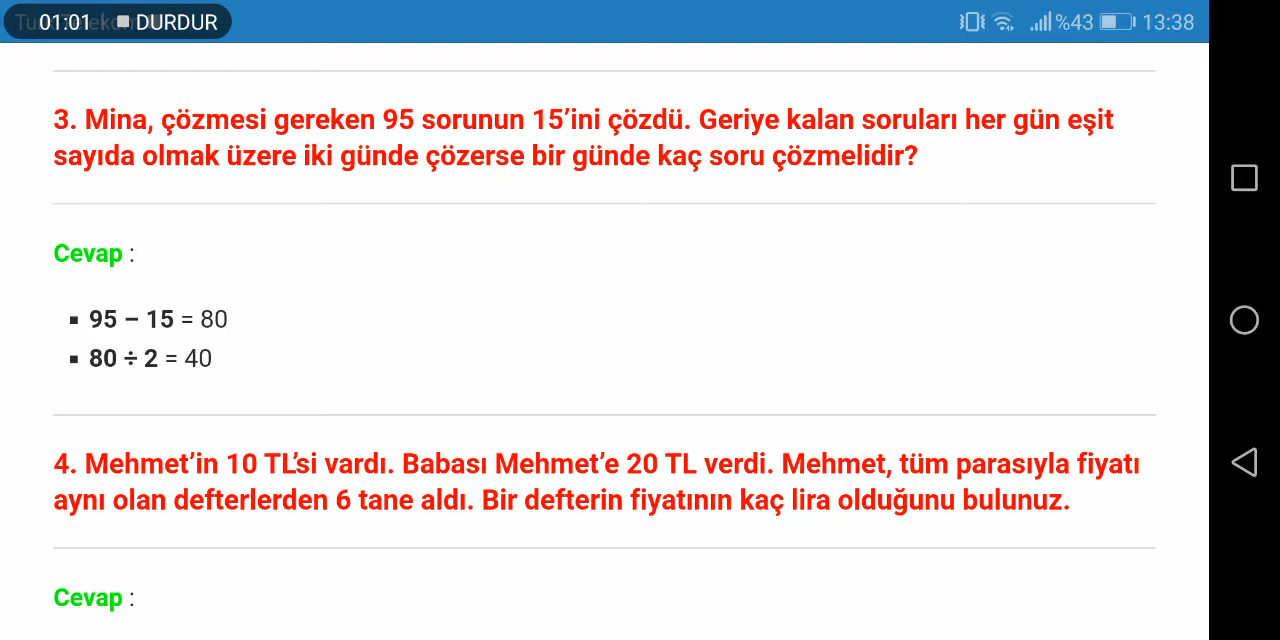 01:01 DURDUR %43 13:38
3. Mina, çözmesi gereken 95 sorunun 15’ini çözdü. Geriye kalan soruları her gün eşit
sayıda olmak üzere iki günde çözerse bir günde kaç soru çözmelidir?
Cevap :
▪ 95 – 15 = 80
▪ 80 ÷ 2 = 40
4. Mehmet’in 10 TL’si vardı. Babası Mehmet’e 20 TL verdi. Mehmet, tüm parasıyla fiyatı
aynı olan defterlerden 6 tane aldı. Bir defterin fiyatının kaç lira olduğunu bulunuz.
Cevap :